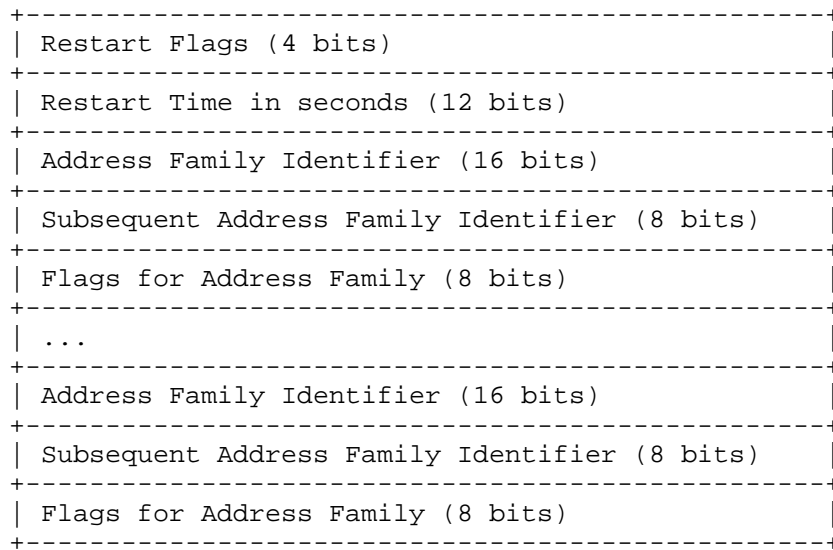 +--------------------------------------------------+
| Restart Flags (4 bits)                           |
+--------------------------------------------------+
| Restart Time in seconds (12 bits)                |
+--------------------------------------------------+
| Address Family Identifier (16 bits)              |
+--------------------------------------------------+
| Subsequent Address Family Identifier (8 bits)    |
+--------------------------------------------------+
| Flags for Address Family (8 bits)                |
+--------------------------------------------------+
| ...                                              |
+--------------------------------------------------+
| Address Family Identifier (16 bits)              |
+--------------------------------------------------+
| Subsequent Address Family Identifier (8 bits)    |
+--------------------------------------------------+
| Flags for Address Family (8 bits)                |
+--------------------------------------------------+